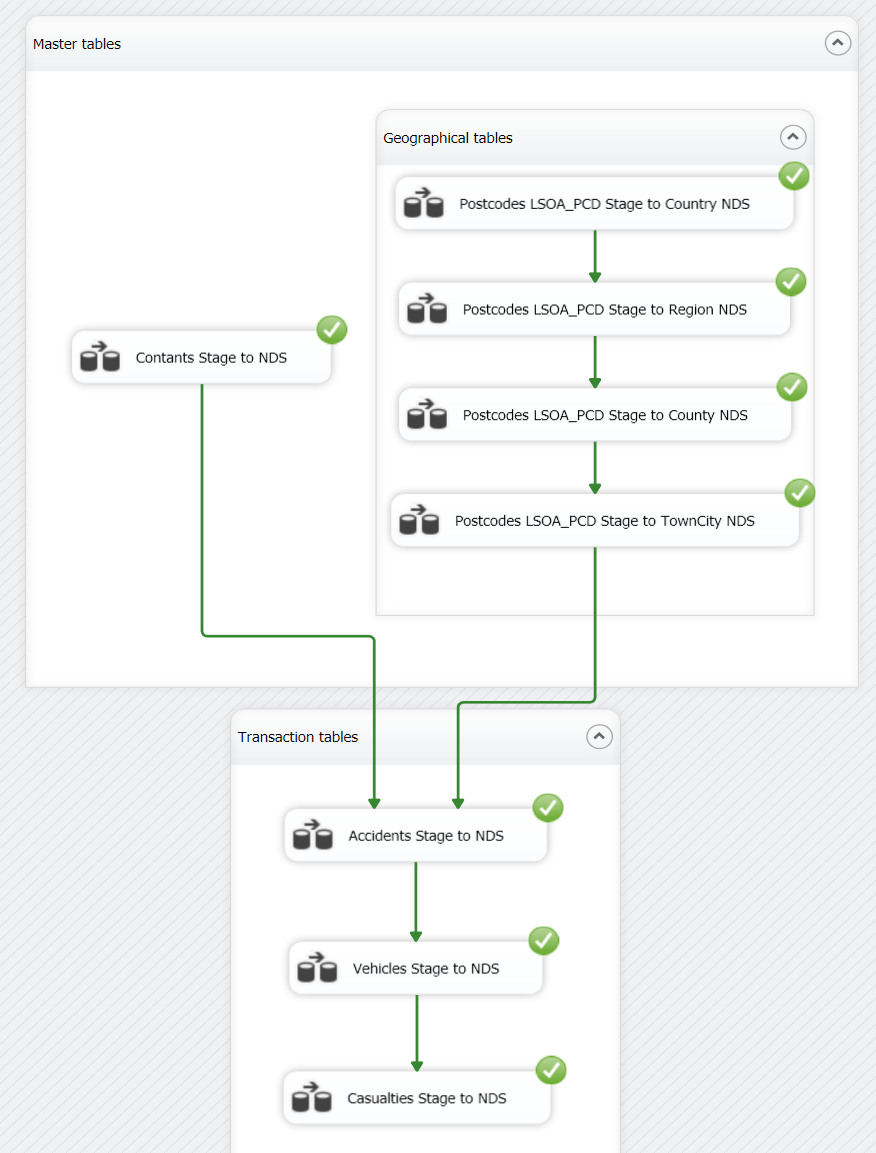 Master tables
Geographical tables
Postcodes LSOA_PCD Stage to Country NDS
Postcodes LSOA_PCD Stage to Region NDS
Contants Stage to NDS
Postcodes LSOA_PCD Stage to County NDS
Postcodes LSOA_PCD Stage to TownCity NDS
Transaction tables
Accidents Stage to NDS
Vehicles Stage to NDS
Casualties Stage to NDS